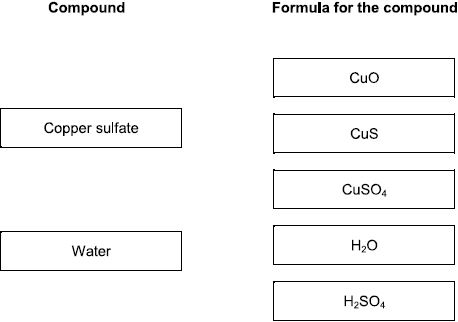 Compound Formula for the compound
CuO
Copper sulfate
CuS
CuSO₄
Water
H₂O
H₂SO₄